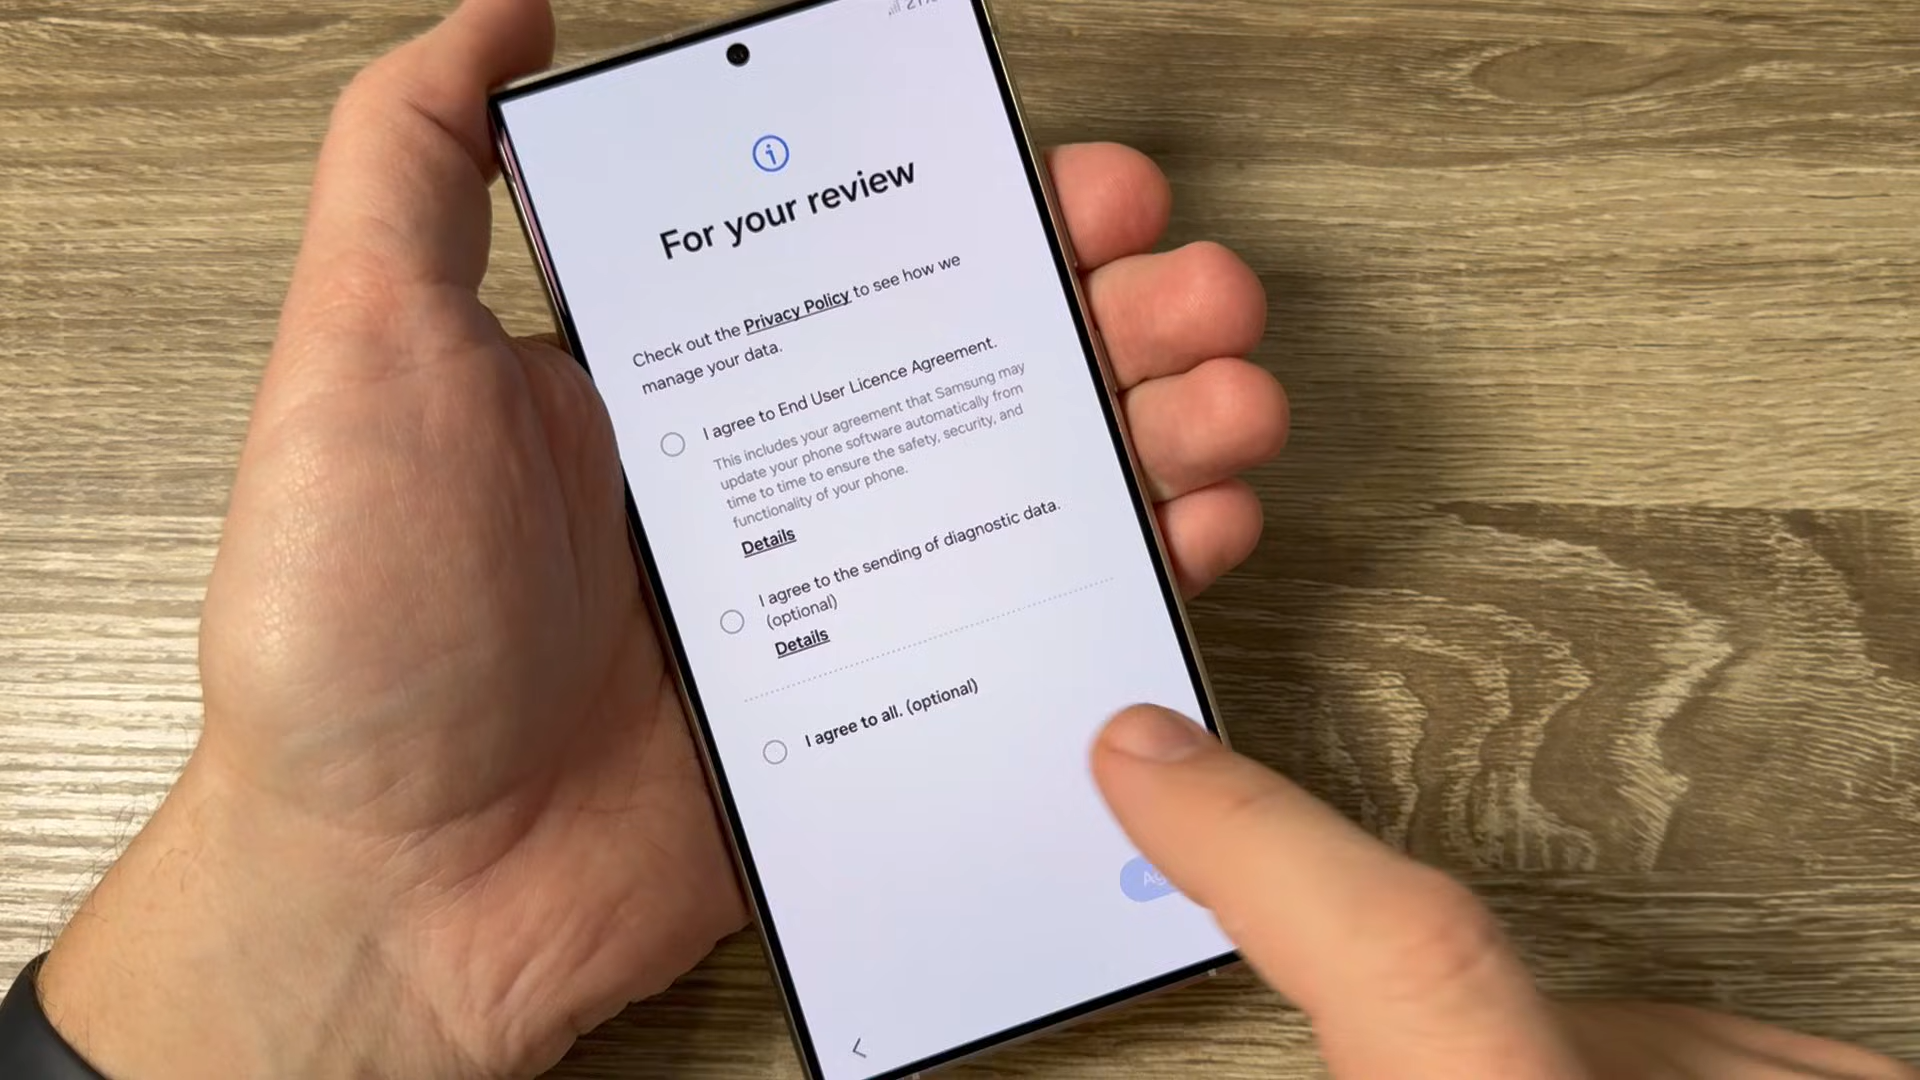 For your review
Check out the Privacy Policy to see how we
manage your data.
I agree to End User Licence Agreement.
This includes your agreement that Samsung may
update your phone software automatically from
time to time to ensure the safety, security, and
functionality of your phone.
Details
I agree to the sending of diagnostic data.
(optional)
Details
I agree to all. (optional)